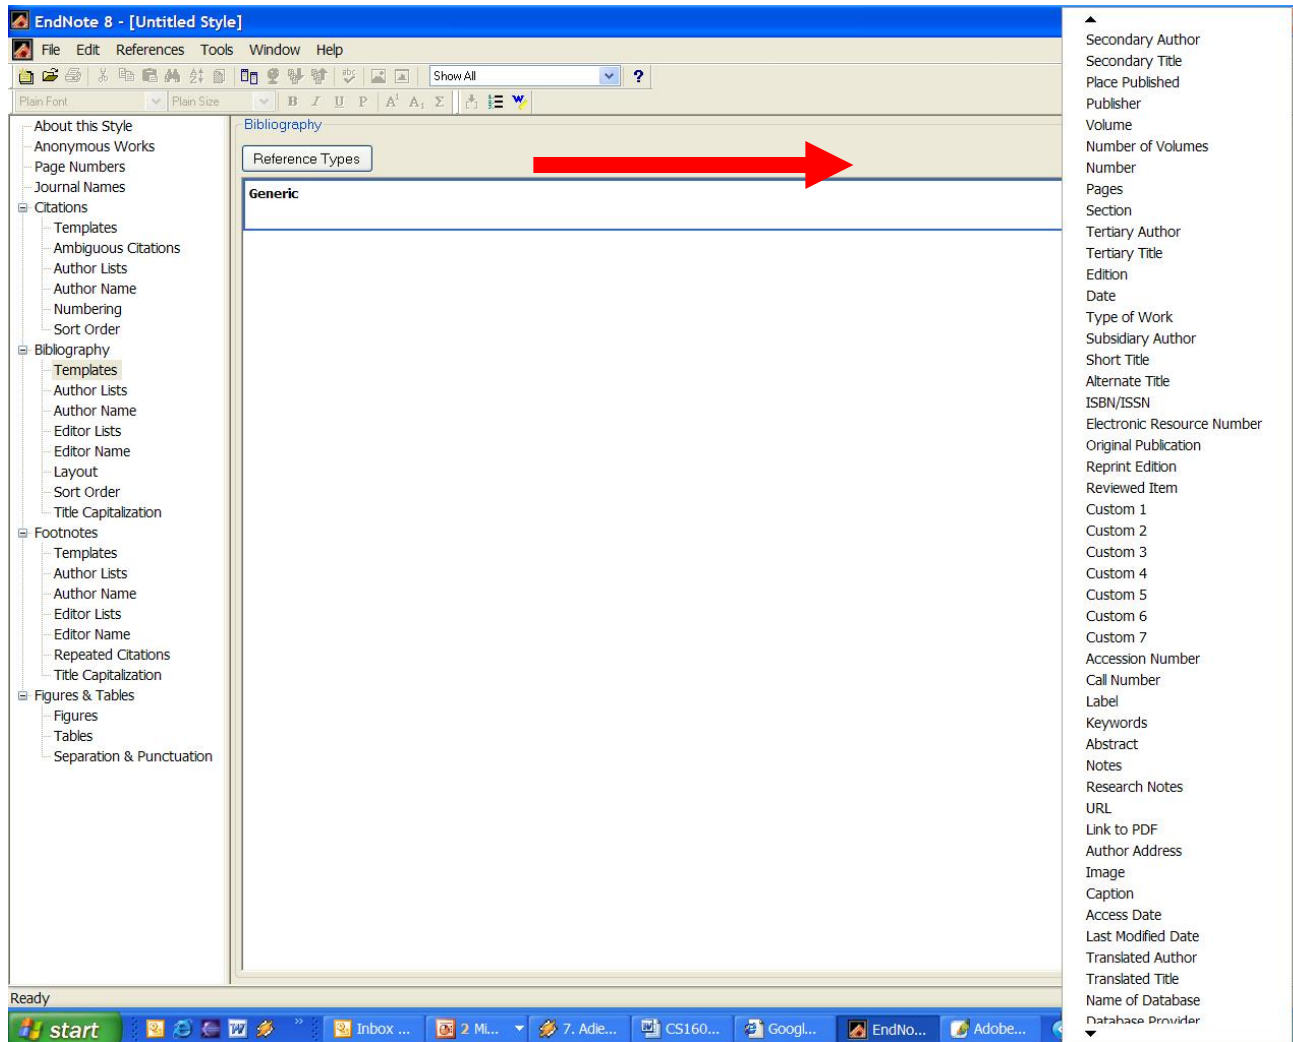 EndNote 8 - [Untitled Style]
File Edit References Tools Window Help
Show All
Plain Font Plain Size B I U P A¹ A₁ Σ
About this Style
Anonymous Works
Page Numbers
Journal Names
Citations
Templates
Ambiguous Citations
Author Lists
Author Name
Numbering
Sort Order
Bibliography
Templates
Author Lists
Author Name
Editor Lists
Editor Name
Layout
Sort Order
Title Capitalization
Footnotes
Templates
Author Lists
Author Name
Editor Lists
Editor Name
Repeated Citations
Title Capitalization
Figures & Tables
Figures
Tables
Separation & Punctuation
Bibliography
Reference Types
Generic
Secondary Author
Secondary Title
Place Published
Publisher
Volume
Number of Volumes
Number
Pages
Section
Tertiary Author
Tertiary Title
Edition
Date
Type of Work
Subsidiary Author
Short Title
Alternate Title
ISBN/ISSN
Electronic Resource Number
Original Publication
Reprint Edition
Reviewed Item
Custom 1
Custom 2
Custom 3
Custom 4
Custom 5
Custom 6
Custom 7
Accession Number
Call Number
Label
Keywords
Abstract
Notes
Research Notes
URL
Link to PDF
Author Address
Image
Caption
Access Date
Last Modified Date
Translated Author
Translated Title
Name of Database
Database Provider
Ready
start Inbox ... 2 Mi... 7. Adie... CS160... Googl... EndNo... Adobe...